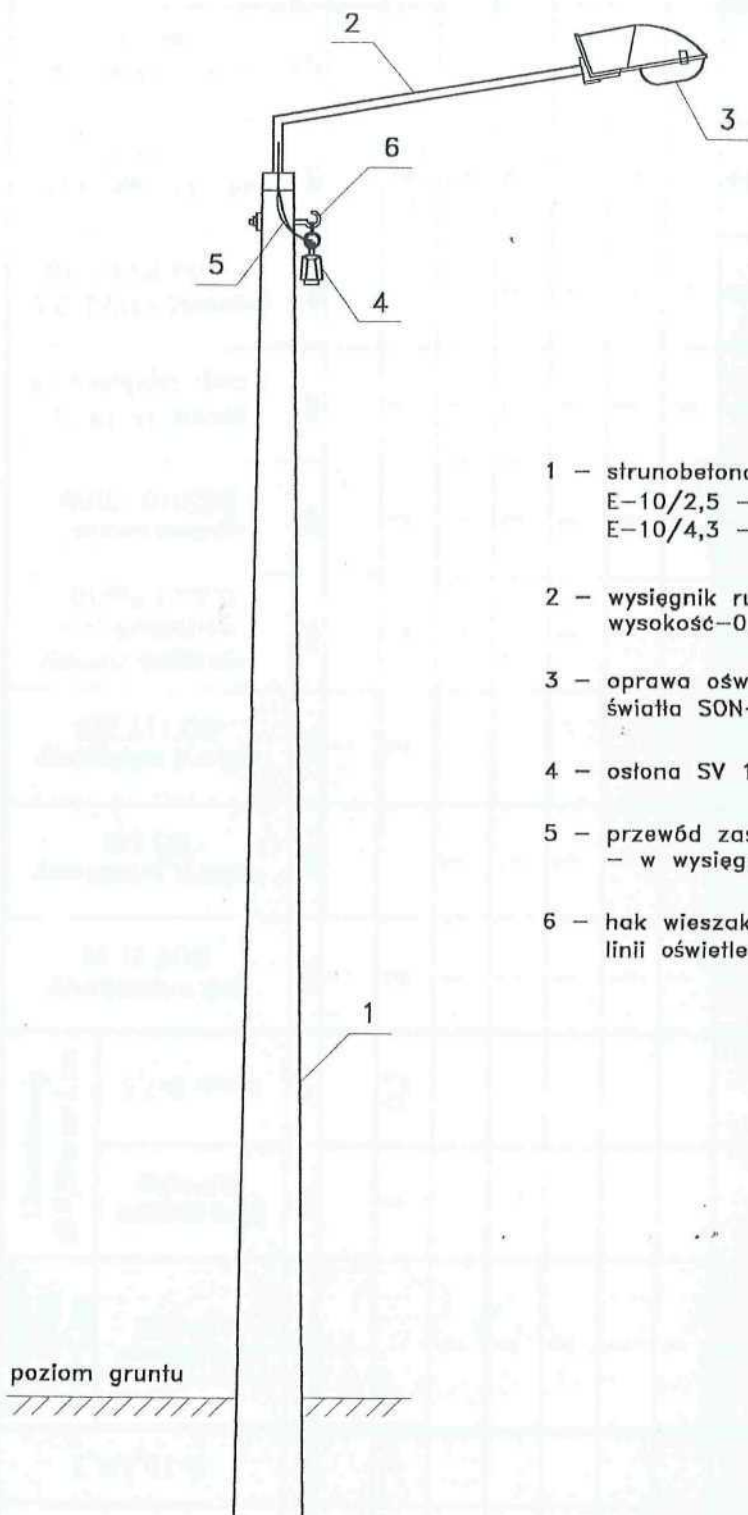 2
3
6
5
4
1 – strunobetono
E–10/2,5 –
E–10/4,3 –
2 – wysięgnik ru
wysokość–0
3 – oprawa ośw
światła SON–
4 – osłona SV 1
5 – przewód zas
– w wysięg
6 – hak wieszak
linii oświetle
1
poziom gruntu